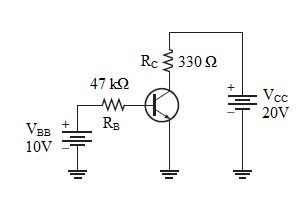 R_C 330 Ω
47 kΩ
R_B
V_BB
10V
+
−
+
−
V_CC
20V